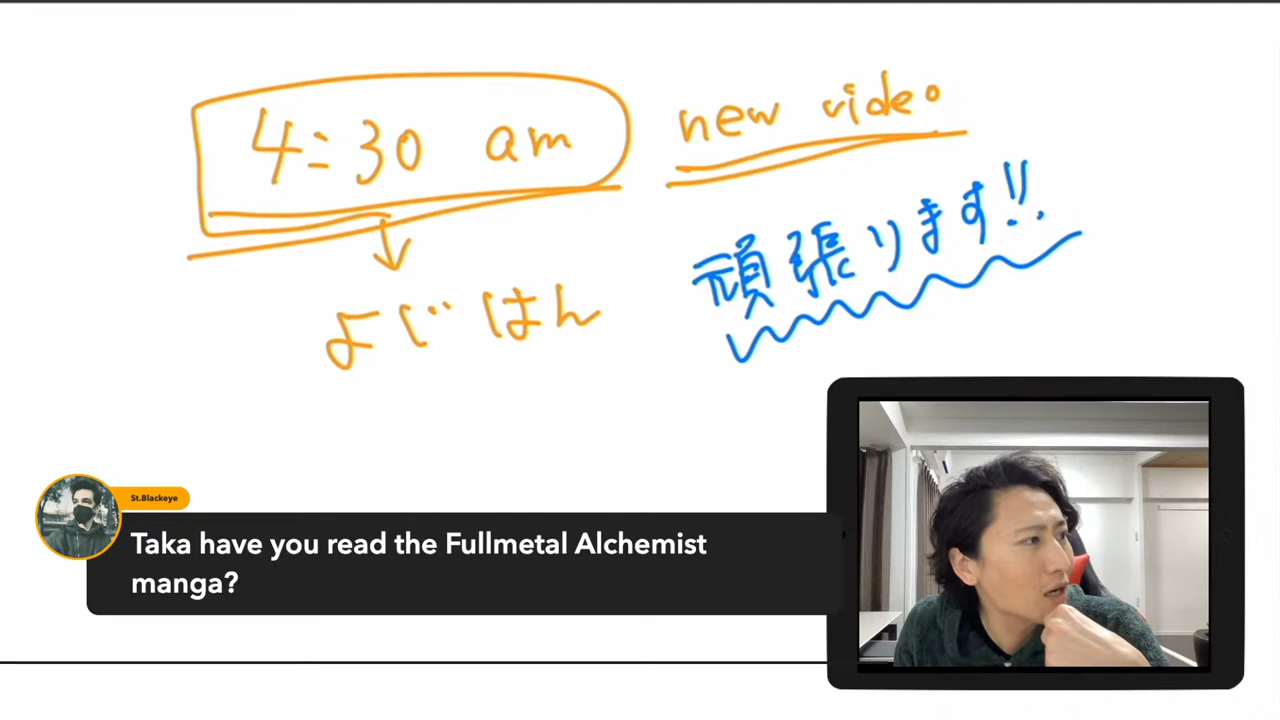 4:30 am
new video
よじはん
頑張ります!!
St.Blackeye
Taka have you read the Fullmetal Alchemist
manga?